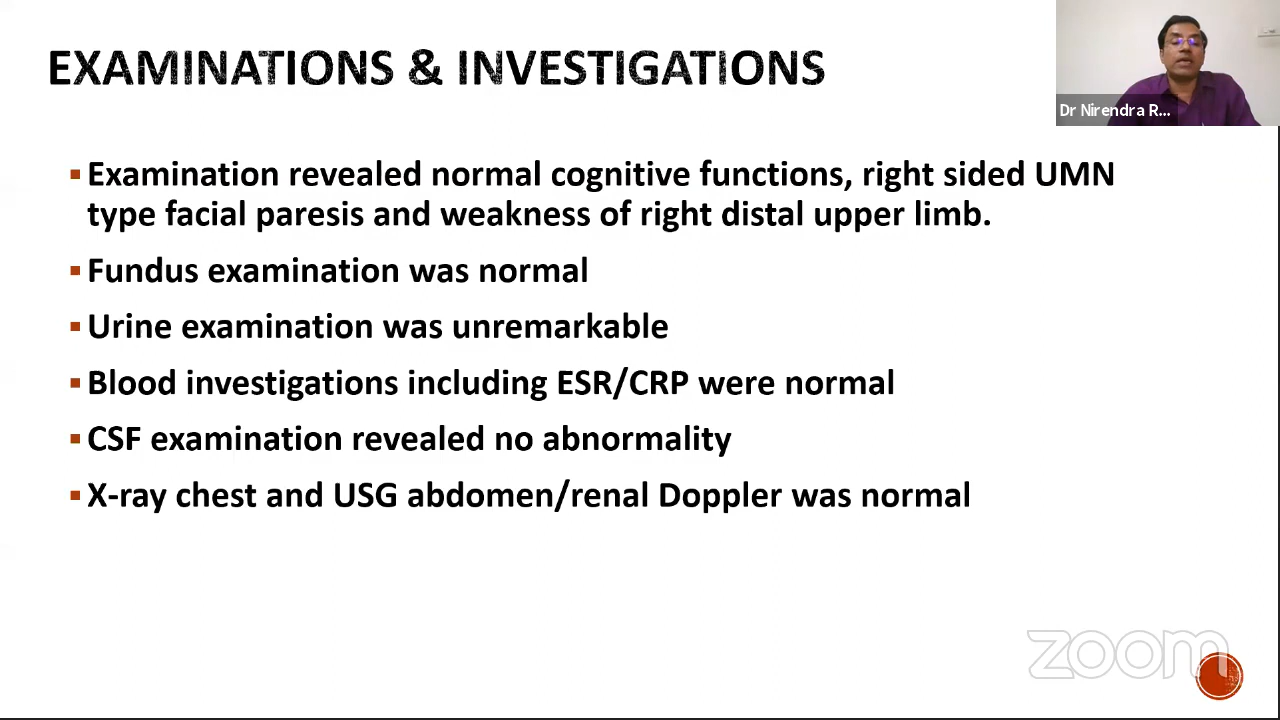 EXAMINATIONS & INVESTIGATIONS
Dr Nirendra R...
▪ Examination revealed normal cognitive functions, right sided UMN
type facial paresis and weakness of right distal upper limb.
▪ Fundus examination was normal
▪ Urine examination was unremarkable
▪ Blood investigations including ESR/CRP were normal
▪ CSF examination revealed no abnormality
▪ X-ray chest and USG abdomen/renal Doppler was normal
zoom